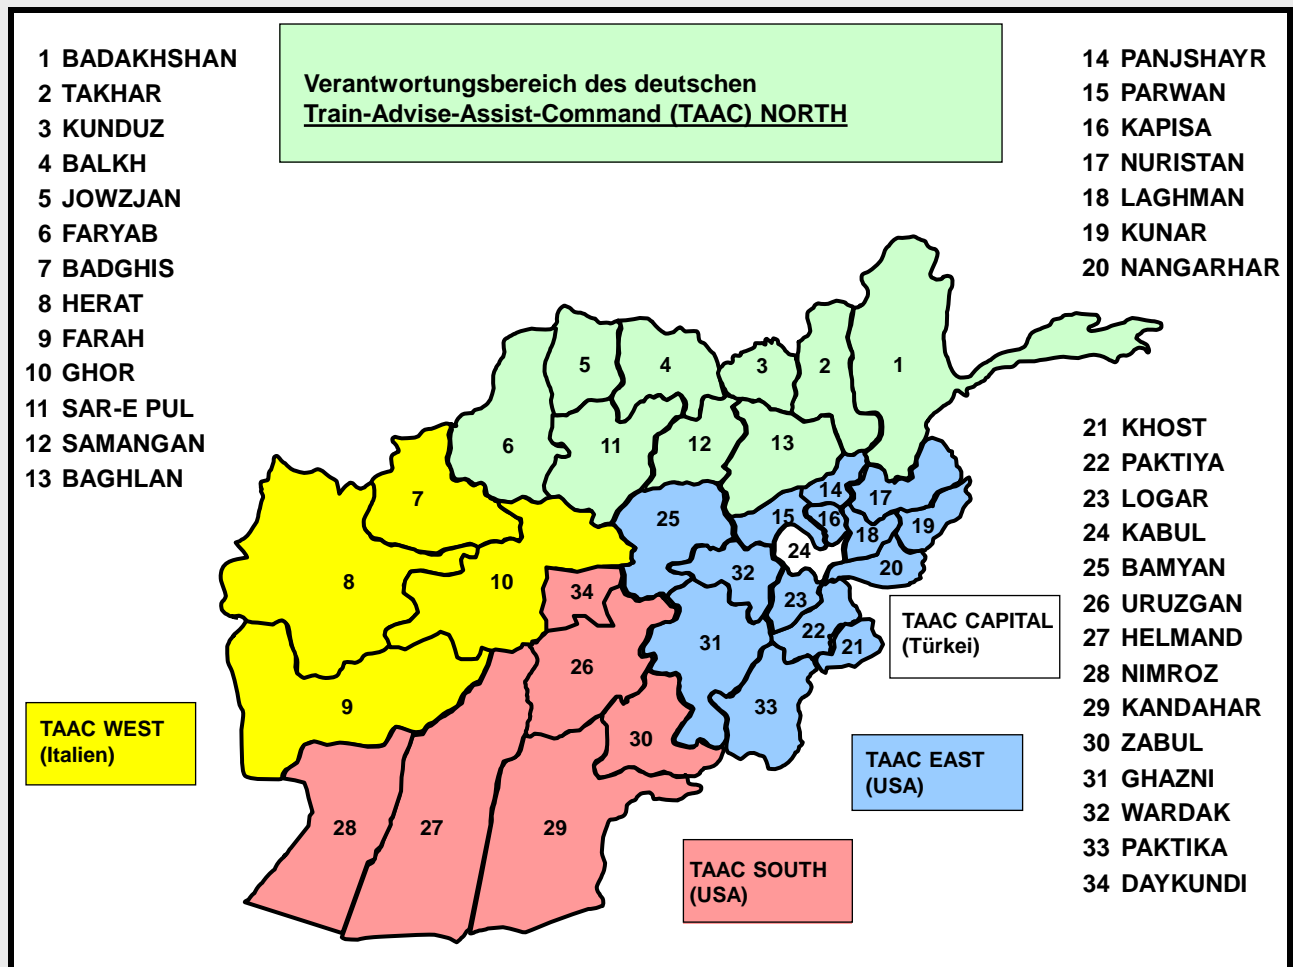 1 BADAKHSHAN
2 TAKHAR
3 KUNDUZ
4 BALKH
5 JOWZJAN
6 FARYAB
7 BADGHIS
8 HERAT
9 FARAH
10 GHOR
11 SAR-E PUL
12 SAMANGAN
13 BAGHLAN
Verantwortungsbereich des deutschen
Train-Advise-Assist-Command (TAAC) NORTH
14 PANJSHAYR
15 PARWAN
16 KAPISA
17 NURISTAN
18 LAGHMAN
19 KUNAR
20 NANGARHAR
21 KHOST
22 PAKTIYA
23 LOGAR
24 KABUL
25 BAMYAN
26 URUZGAN
27 HELMAND
28 NIMROZ
29 KANDAHAR
30 ZABUL
31 GHAZNI
32 WARDAK
33 PAKTIKA
34 DAYKUNDI
5
4
3
2
1
6
11
12
13
7
25
14
17
15
16
19
18
24
20
8
10
34
32
23
22
21
31
26
9
33
30
28
27
29
TAAC CAPITAL
(Türkei)
TAAC WEST
(Italien)
TAAC EAST
(USA)
TAAC SOUTH
(USA)